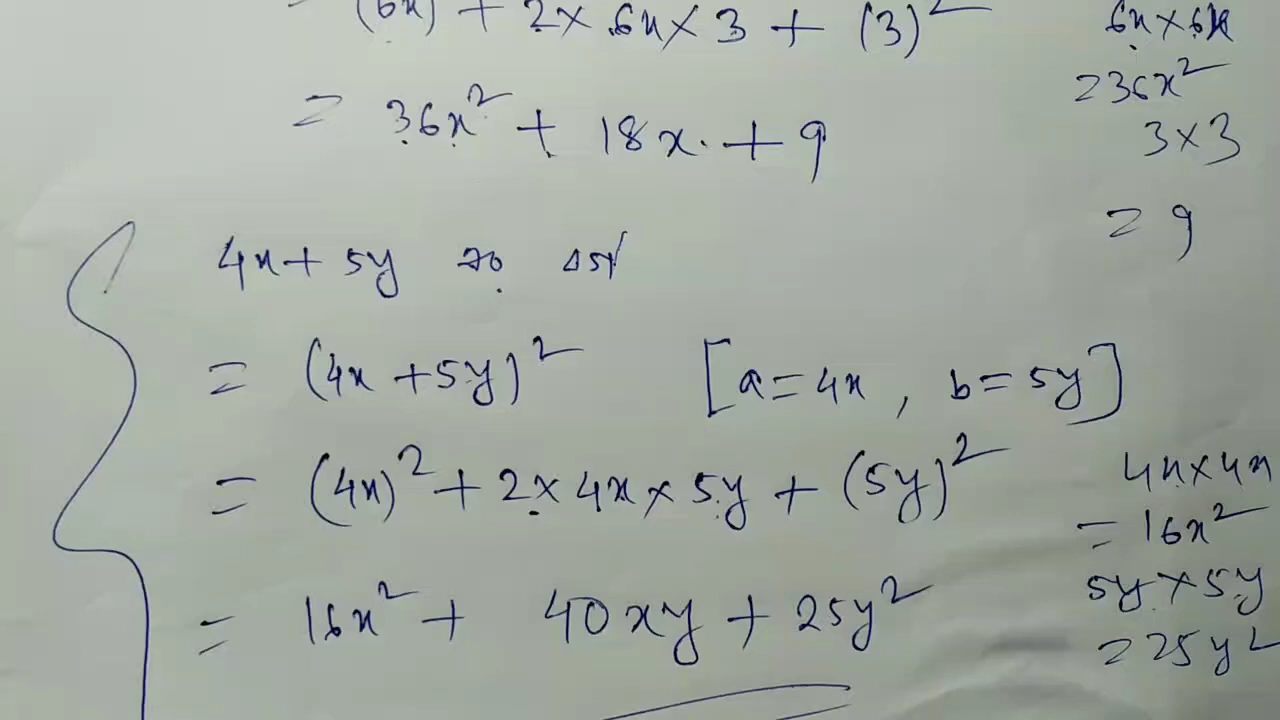 (6x) + 2 × 6x × 3 + (3)²
= 36x² + 18x + 9
6x × 6x
= 36x²
3 × 3
= 9
4x + 5y এর বর্গ
= (4x + 5y)² [a = 4x , b = 5y]
= (4x)² + 2 × 4x × 5y + (5y)²
= 16x² + 40xy + 25y²
4x × 4x
= 16x²
5y × 5y
= 25y²